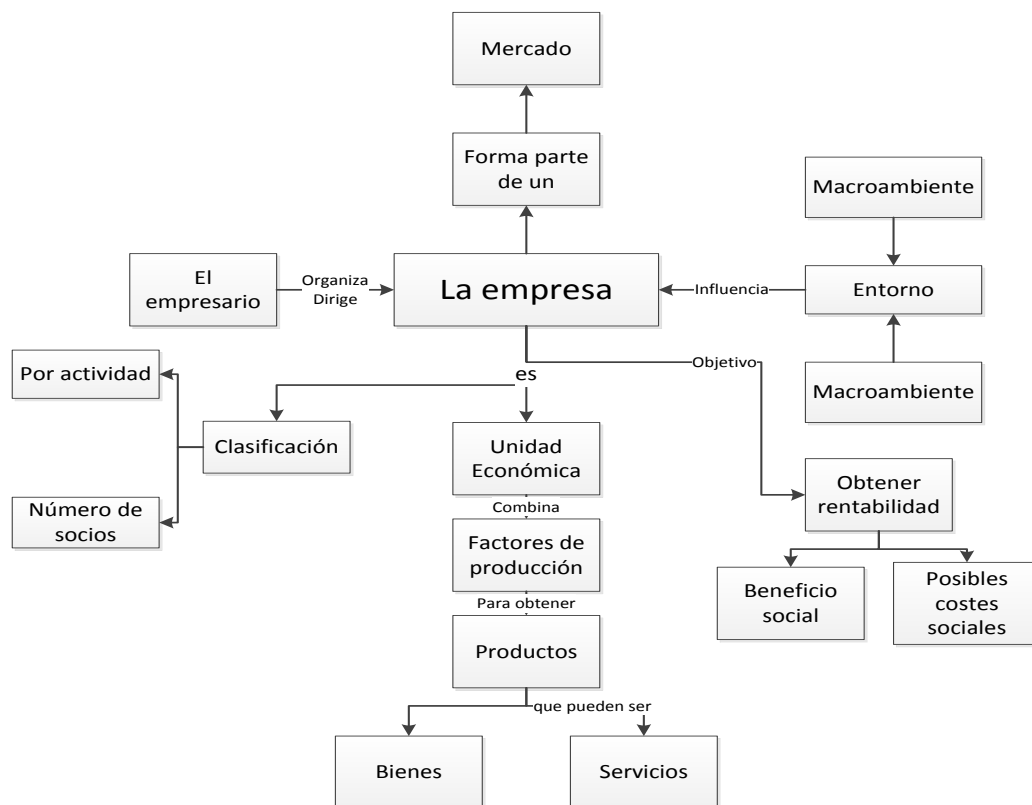 Mercado
Forma parte
de un
Macroambiente
El
empresario
Organiza
Dirige
La empresa
Influencia
Entorno
Por actividad
Objetivo
Macroambiente
es
Clasificación
Unidad
Económica
Obtener
rentabilidad
Número de
socios
Combina
Factores de
producción
Beneficio
social
Posibles
costes
sociales
Para obtener
Productos
que pueden ser
Bienes
Servicios